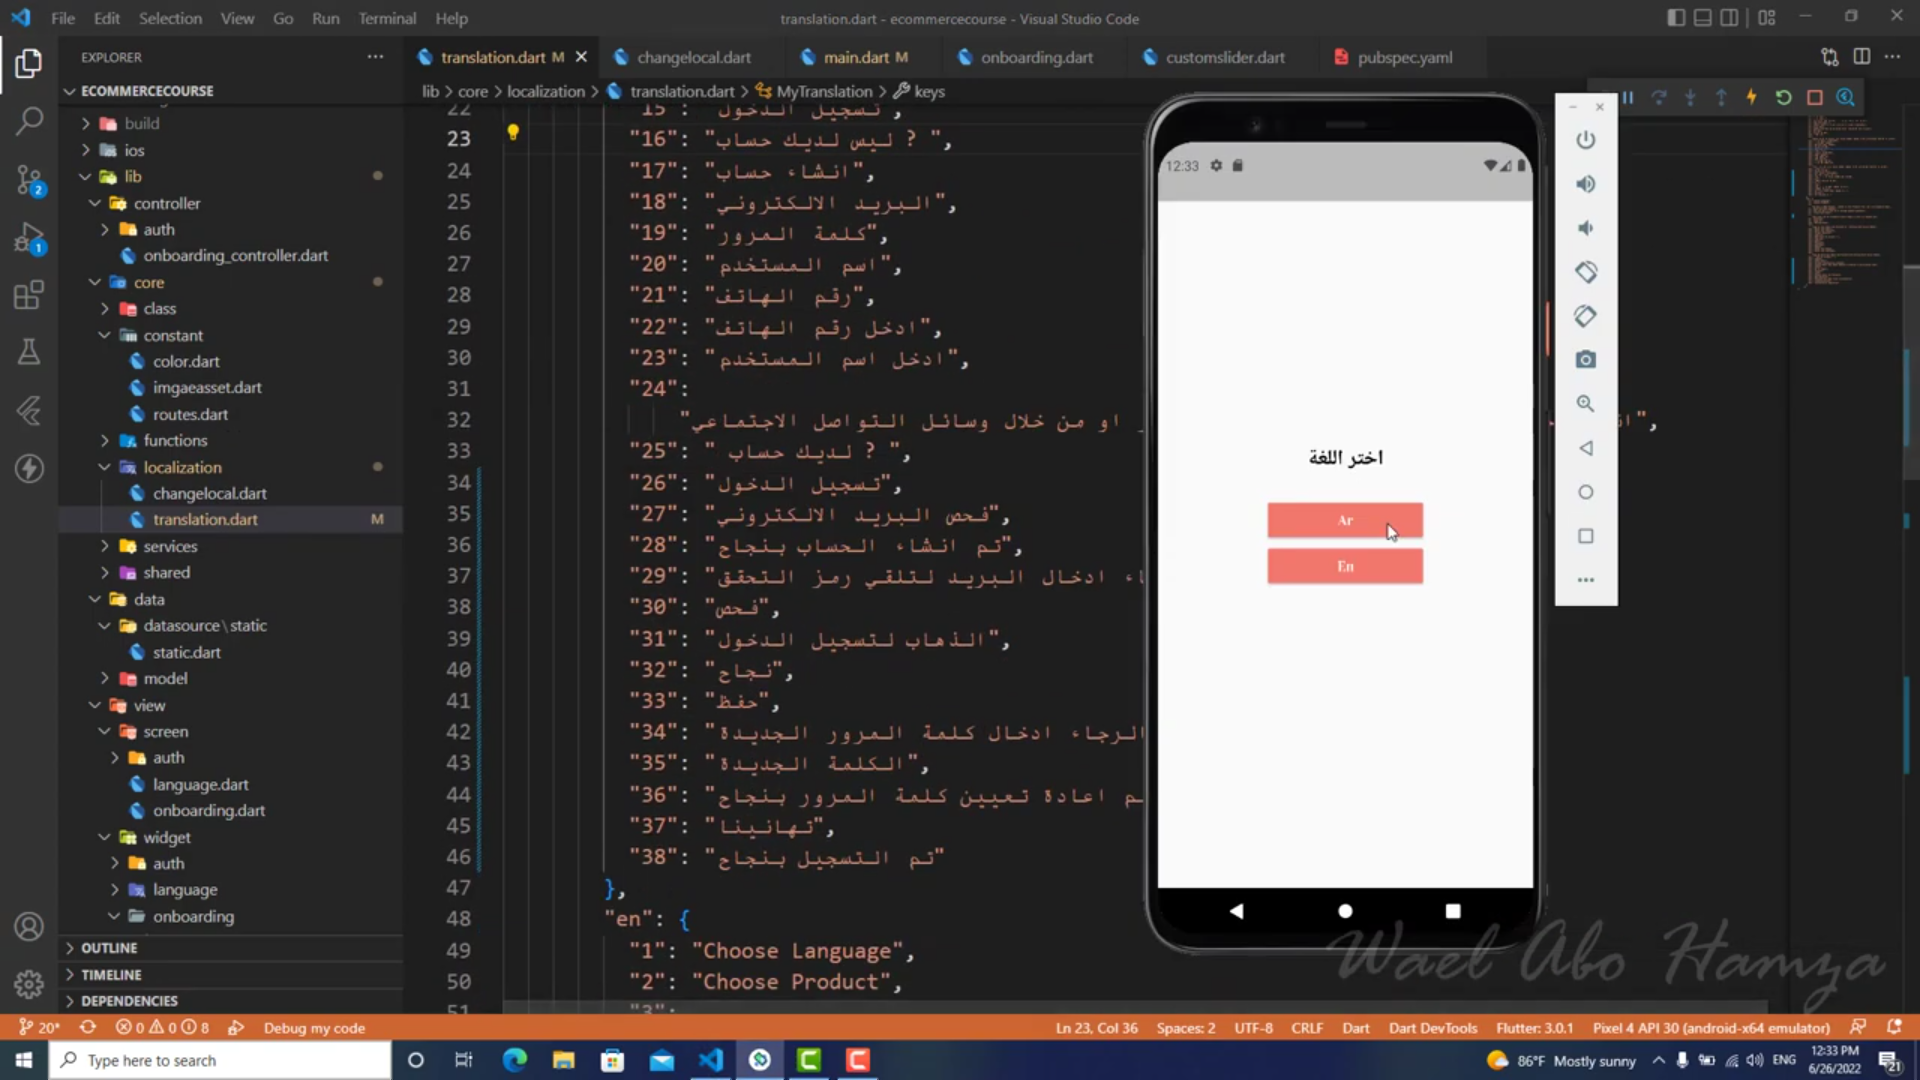 File Edit Selection View Go Run Terminal Help
translation.dart - ecommercecourse - Visual Studio Code
EXPLORER
translation.dart M
changelocal.dart
main.dart M
onboarding.dart
customslider.dart
pubspec.yaml
ECOMMERCECOURSE
lib > core > localization > translation.dart > MyTranslation > keys
build
ios
lib
controller
auth
onboarding_controller.dart
core
class
constant
color.dart
imgaeasset.dart
routes.dart
functions
localization
changelocal.dart
translation.dart M
services
shared
data
datasource\static
static.dart
model
view
screen
auth
language.dart
onboarding.dart
widget
auth
language
onboarding
OUTLINE
TIMELINE
DEPENDENCIES
22 "15": "تسجيل الدخول",
23 "16": "ليس لديك حساب ? ",
24 "17": "انشاء حساب",
25 "18": "البريد الالكتروني",
26 "19": "كلمة المرور",
27 "20": "اسم المستخدم",
28 "21": "رقم الهاتف",
29 "22": "ادخل رقم الهاتف",
30 "23": "ادخل اسم المستخدم",
31 "24":
32 او من خلال وسائل التواصل الاجتماعي"
33 "25": " لديك حساب ? ",
34 "26": "تسجيل الدخول",
35 "27": "فحص البريد الالكتروني",
36 "28": "تم انشاء الحساب بنجاح",
37 "29": ادخال البريد لتلقي رمز التحقق"
38 "30": "فحص",
39 "31": "الذهاب لتسجيل الدخول",
40 "32": "نجاح",
41 "33": "حفظ",
42 "34": "الرجاء ادخال كلمة المرور الجديدة
43 "35": "الكلمة الجديدة",
44 "36": اعادة تعيين كلمة المرور بنجاح"
45 "37": "تهانينا",
46 "38": "تم التسجيل بنجاح"
47 },
48 "en": {
49 "1": "Choose Language",
50 "2": "Choose Product",
51 "3":
12:33
اختر اللغة
Ar
En
Wael Abo Hamza
20* 0 0 8 Debug my code
Ln 23, Col 36 Spaces: 2 UTF-8 CRLF Dart Dart DevTools Flutter: 3.0.1 Pixel 4 API 30 (android-x64 emulator)
Type here to search
86°F Mostly sunny
ENG
12:33 PM
6/26/2022
21
2
1